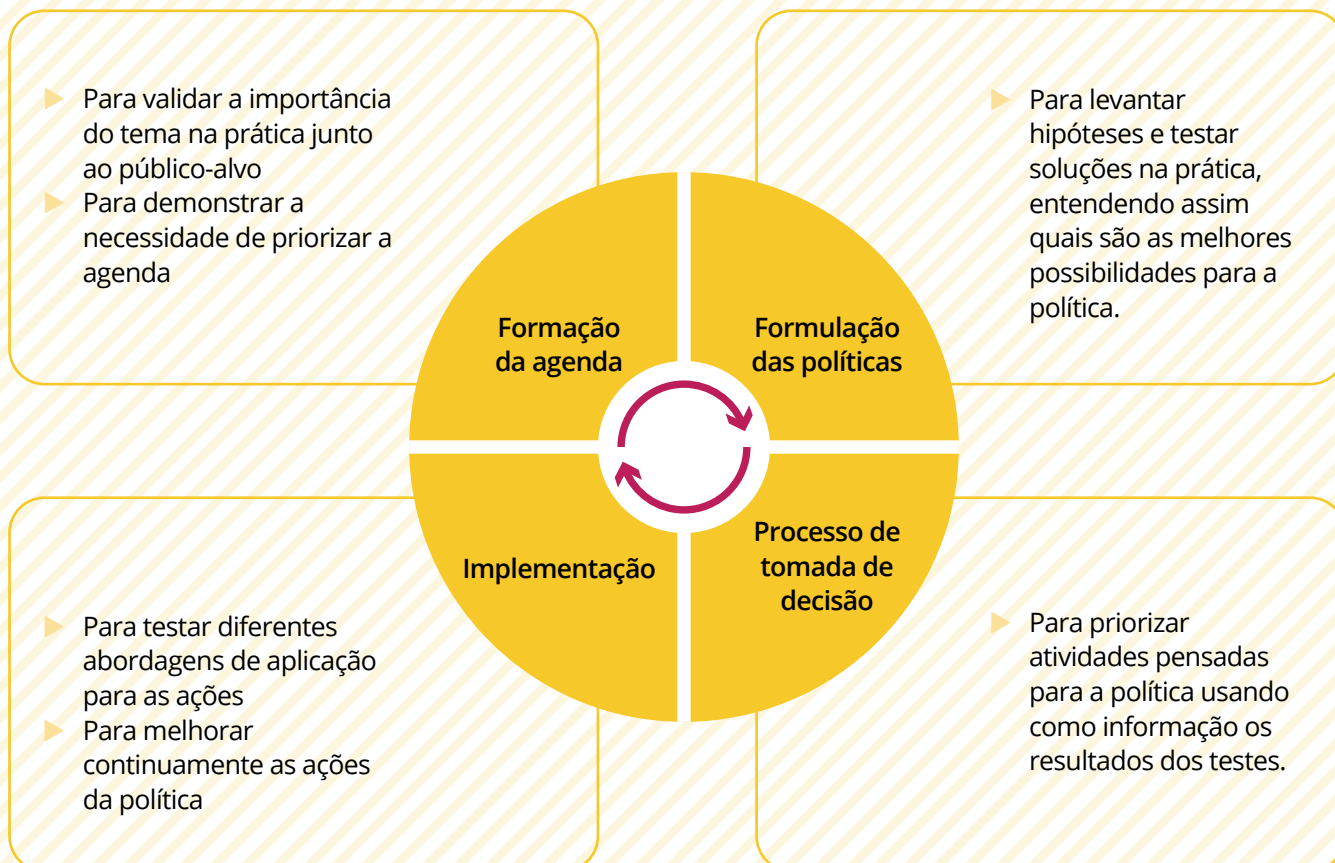 Para validar a importância
do tema na prática junto
ao público-alvo
Para demonstrar a
necessidade de priorizar a
agenda
Para levantar
hipóteses e testar
soluções na prática,
entendendo assim
quais são as melhores
possibilidades para a
política.
Formação
da agenda
Formulação
das políticas
Implementação
Processo de
tomada de
decisão
Para testar diferentes
abordagens de aplicação
para as ações
Para melhorar
continuamente as ações
da política
Para priorizar
atividades pensadas
para a política usando
como informação os
resultados dos testes.